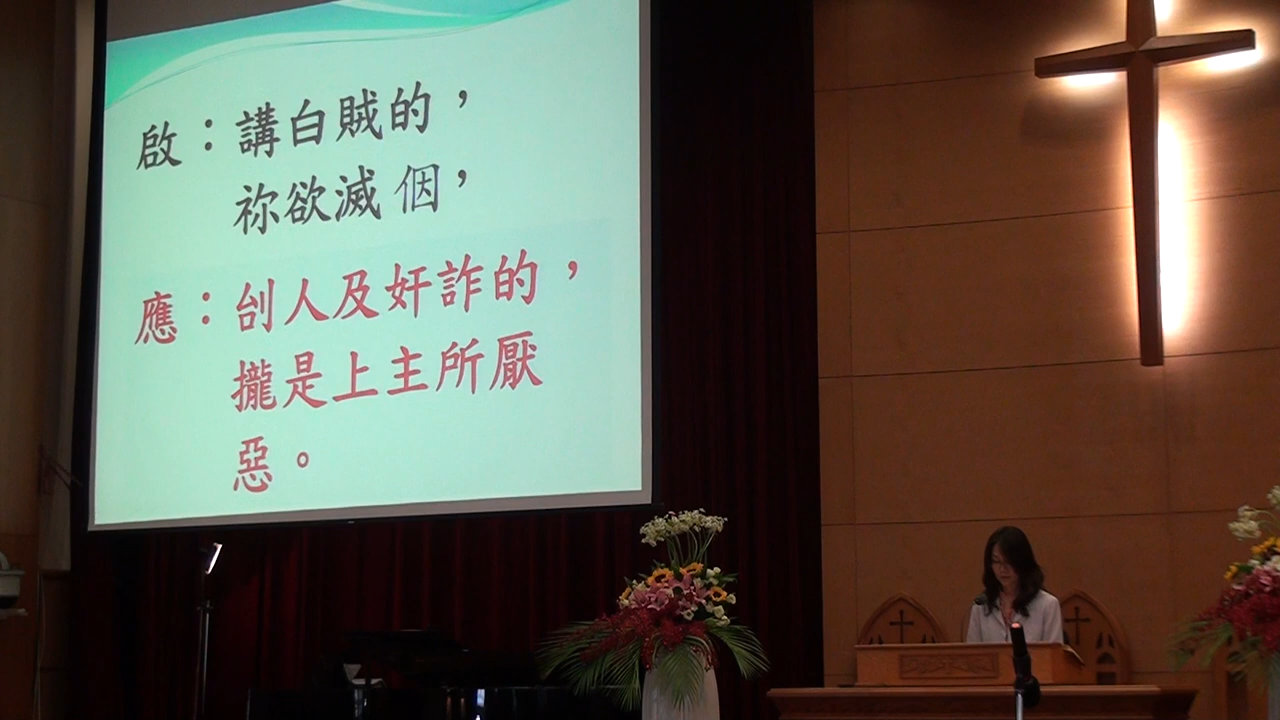 啟：講白賊的，
祢欲滅 個，
應：刣人及奸詐的，
攏是上主所厭
惡。